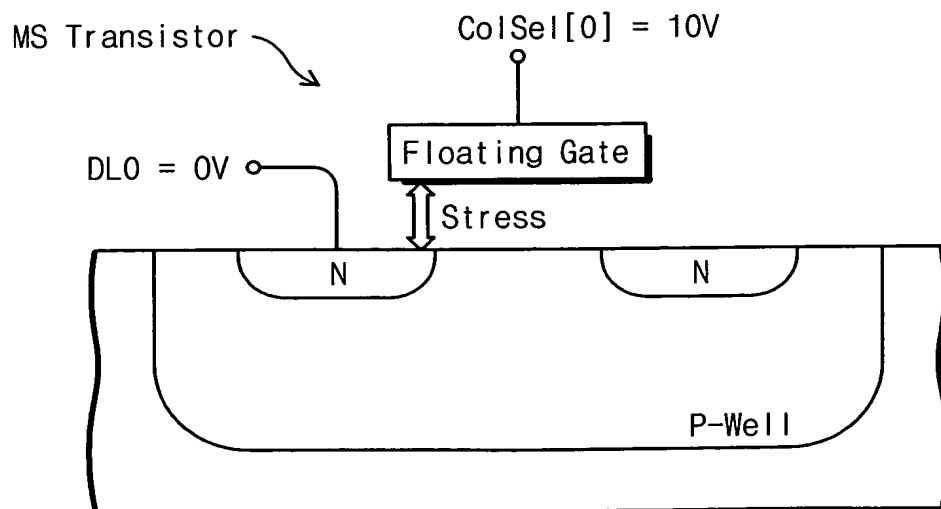 MS Transistor
ColSel[0] = 10V
Floating Gate
DL0 = 0V
Stress
N
N
P-Well